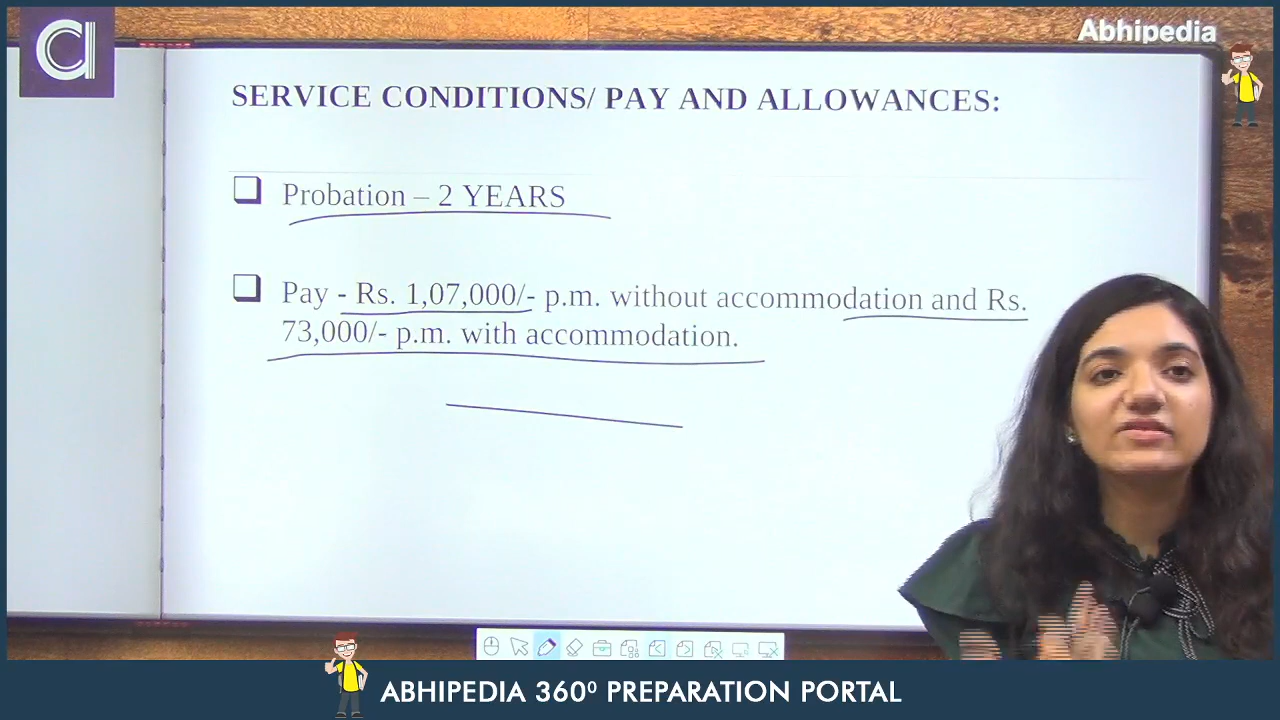 Abhipedia
SERVICE CONDITIONS/ PAY AND ALLOWANCES:
Probation – 2 YEARS
Pay - Rs. 1,07,000/- p.m. without accommodation and Rs.
73,000/- p.m. with accommodation.
ABHIPEDIA 360⁰ PREPARATION PORTAL